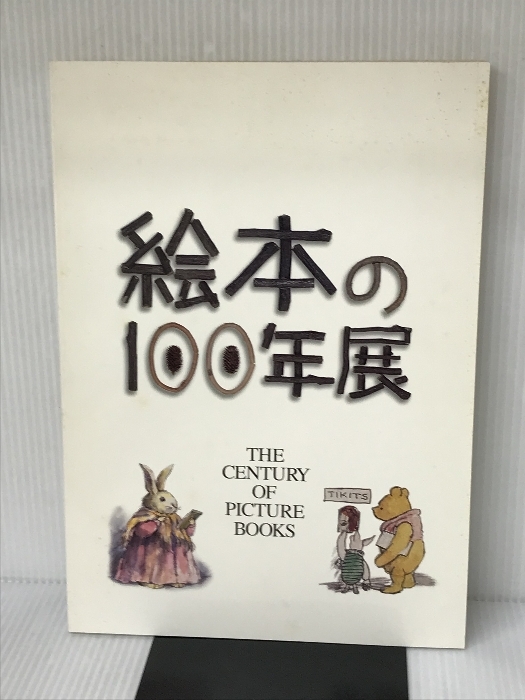 絵本の
100年展
THE
CENTURY
OF
PICTURE
BOOKS
TIKITS